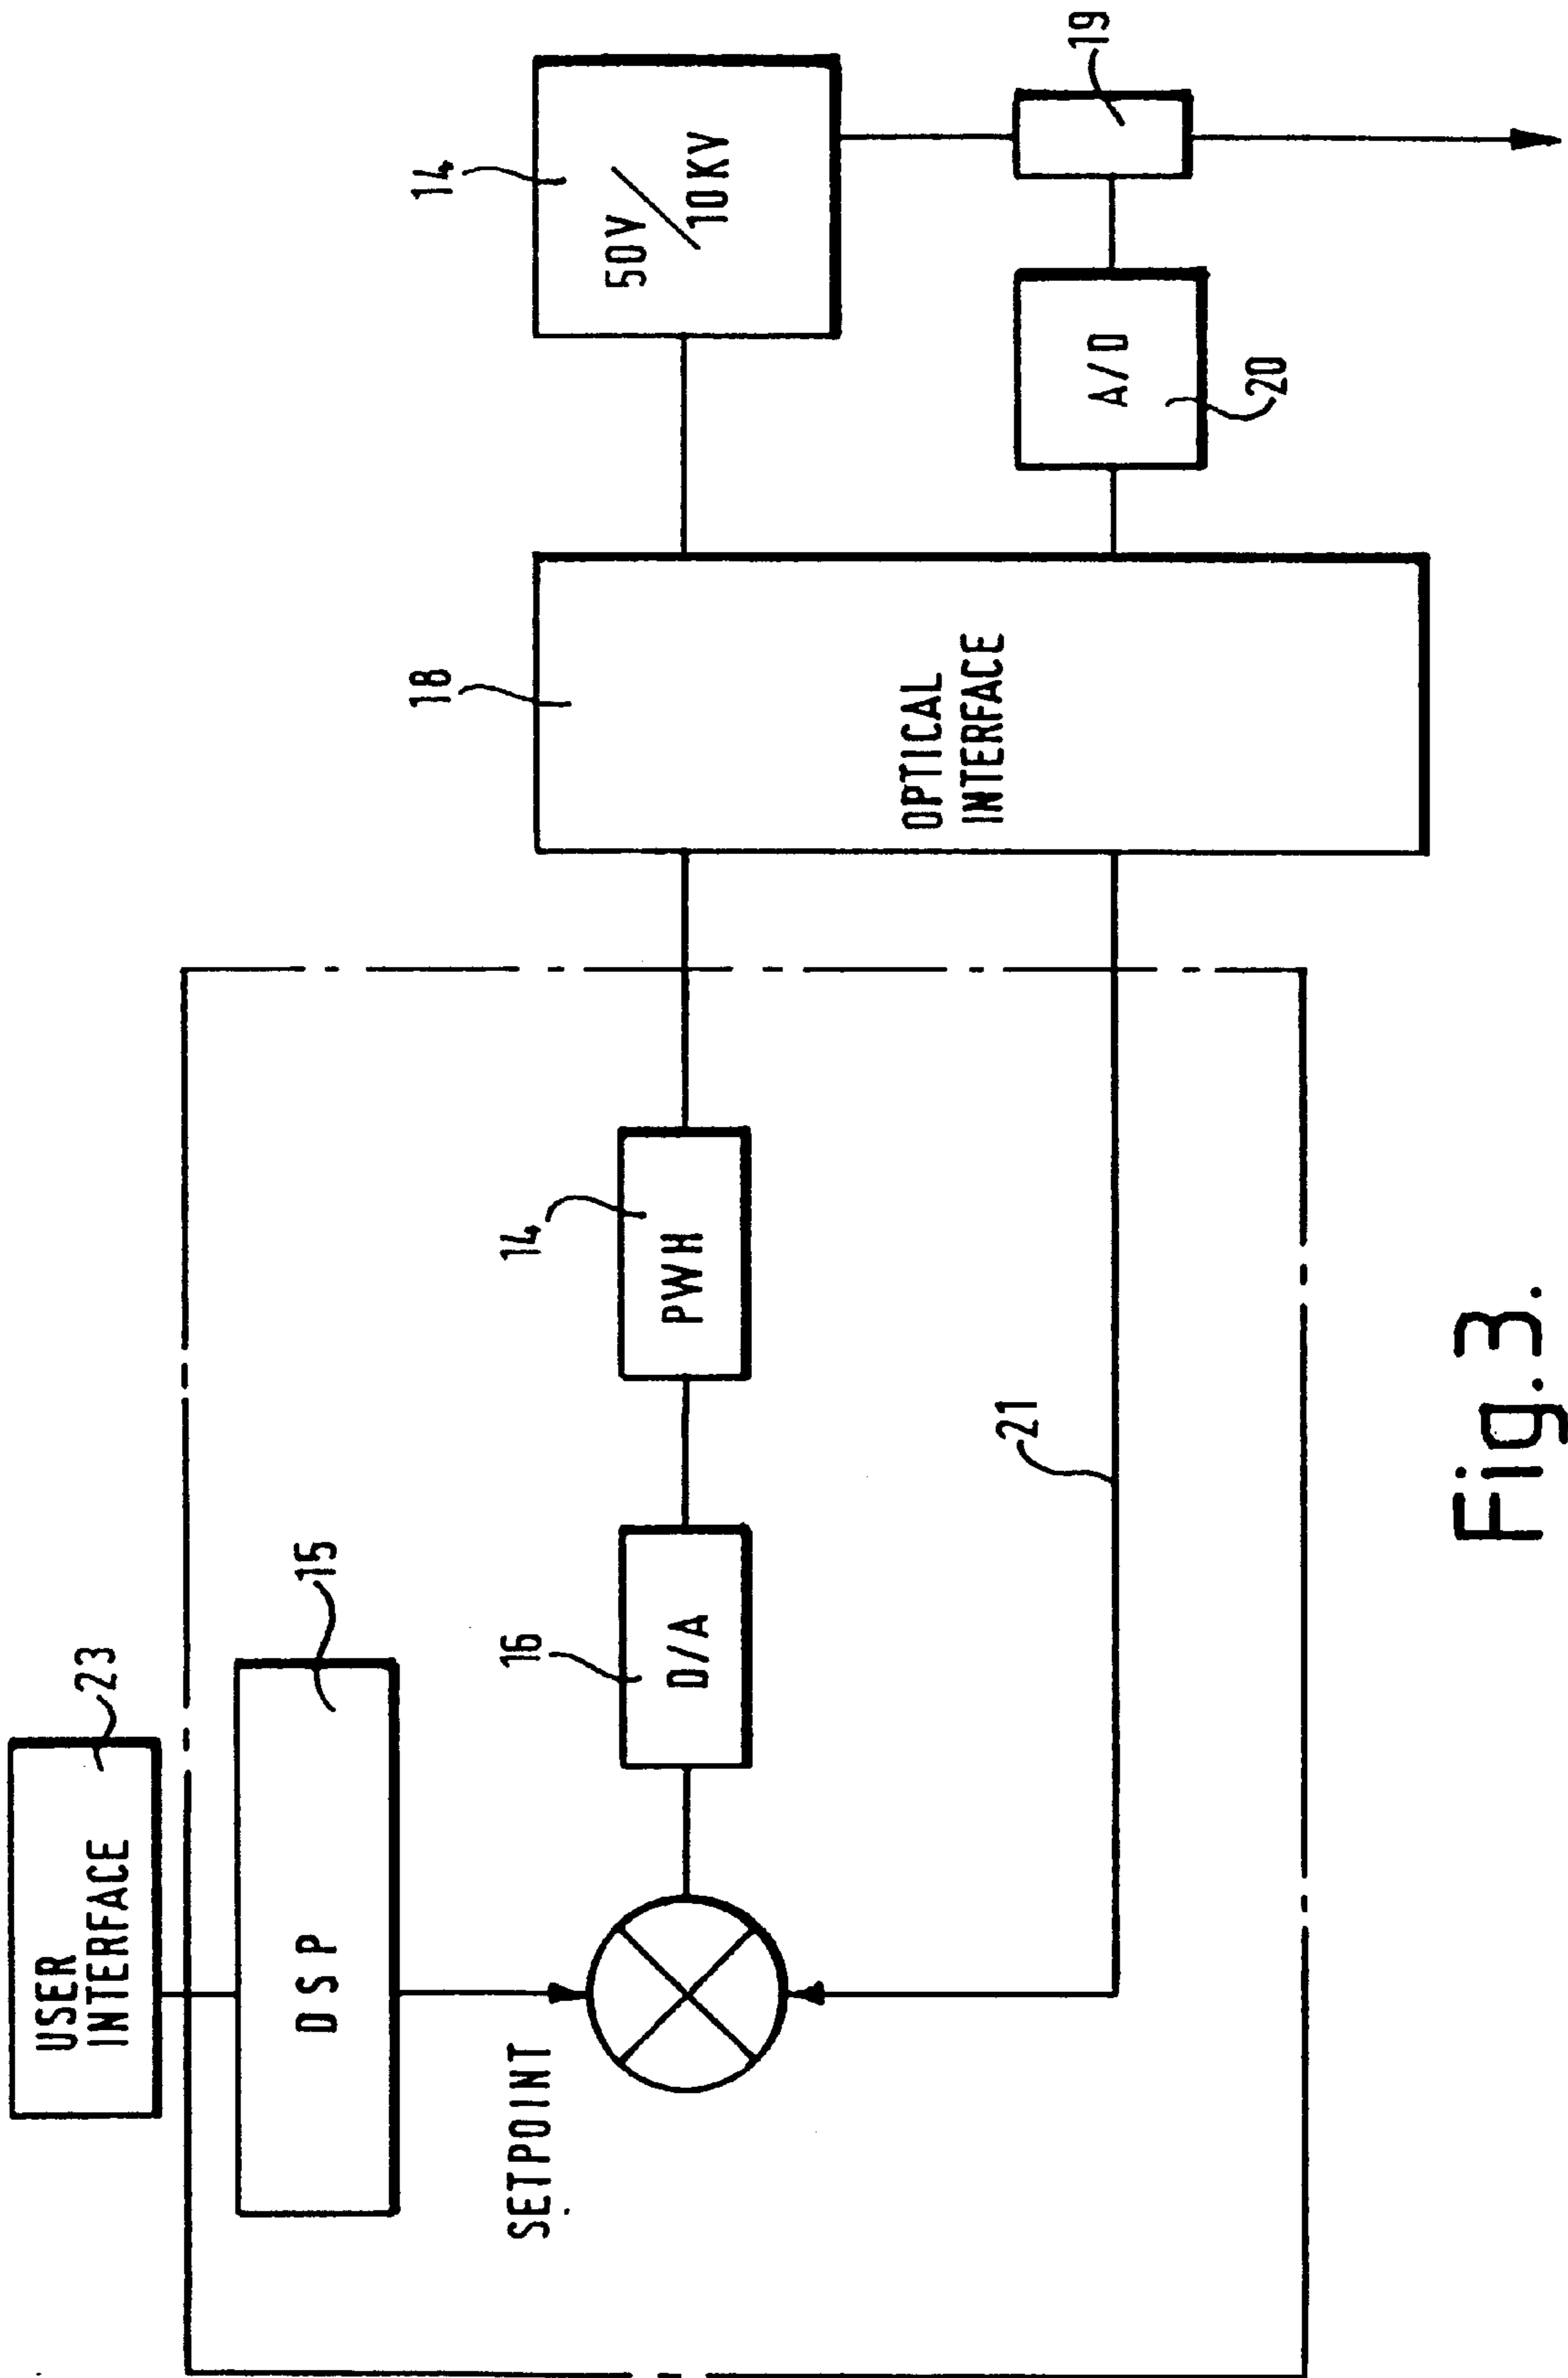 USER
INTERFACE
23
DSP
15
SETPOINT
16
D/A
14
PWH
21
18
OPTICAL
INTERFACE
14
50V/10KV
A/D
20
19
Fig.3.